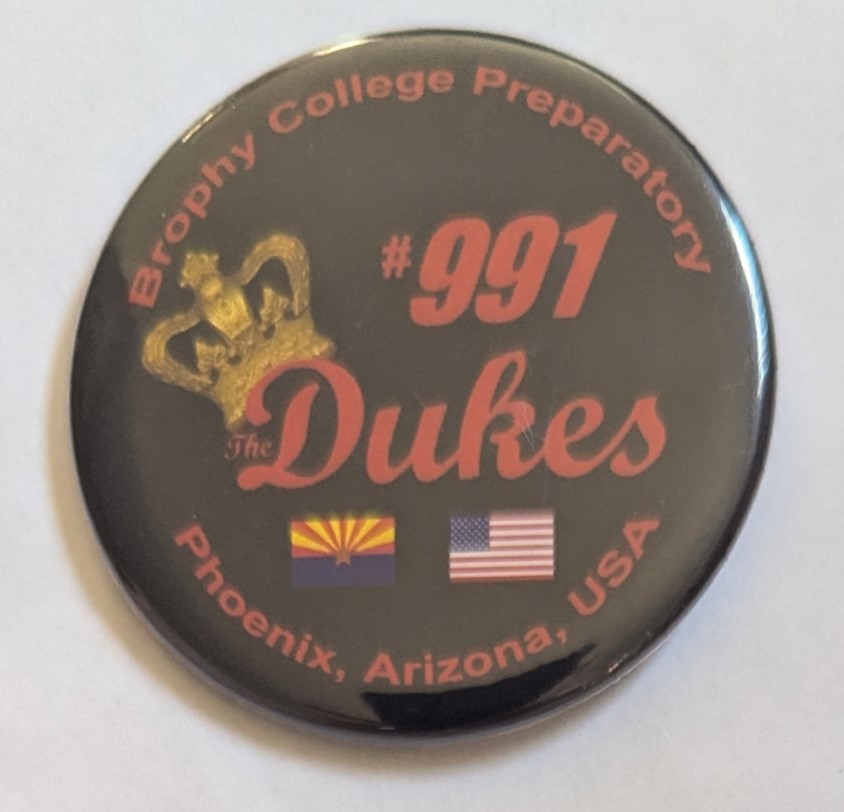 Brophy College Preparatory
#991
The Dukes
Phoenix, Arizona, USA